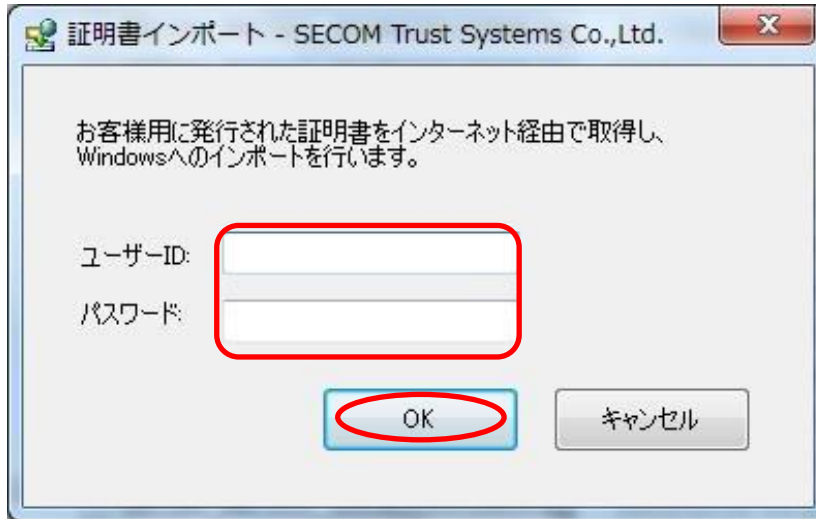 証明書インポート - SECOM Trust Systems Co.,Ltd.
お客様用に発行された証明書をインターネット経由で取得し、
Windowsへのインポートを行います。
ユーザーID:
パスワード:
OK キャンセル